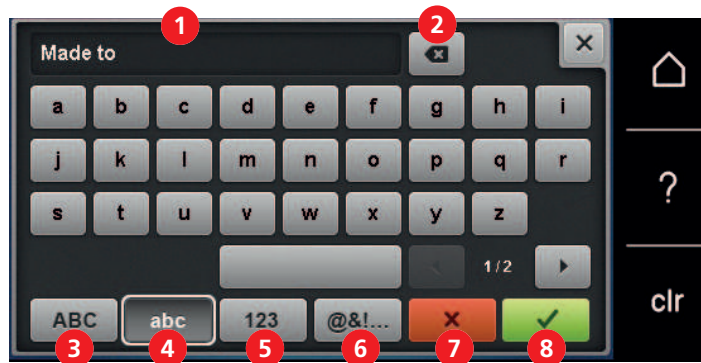 1 2
Made to
a b c d e f g h i
j k l m n o p q r
?
s t u v w x y z
1/2
clr
ABC abc 123 @&!...
3 4 5 6 7 8